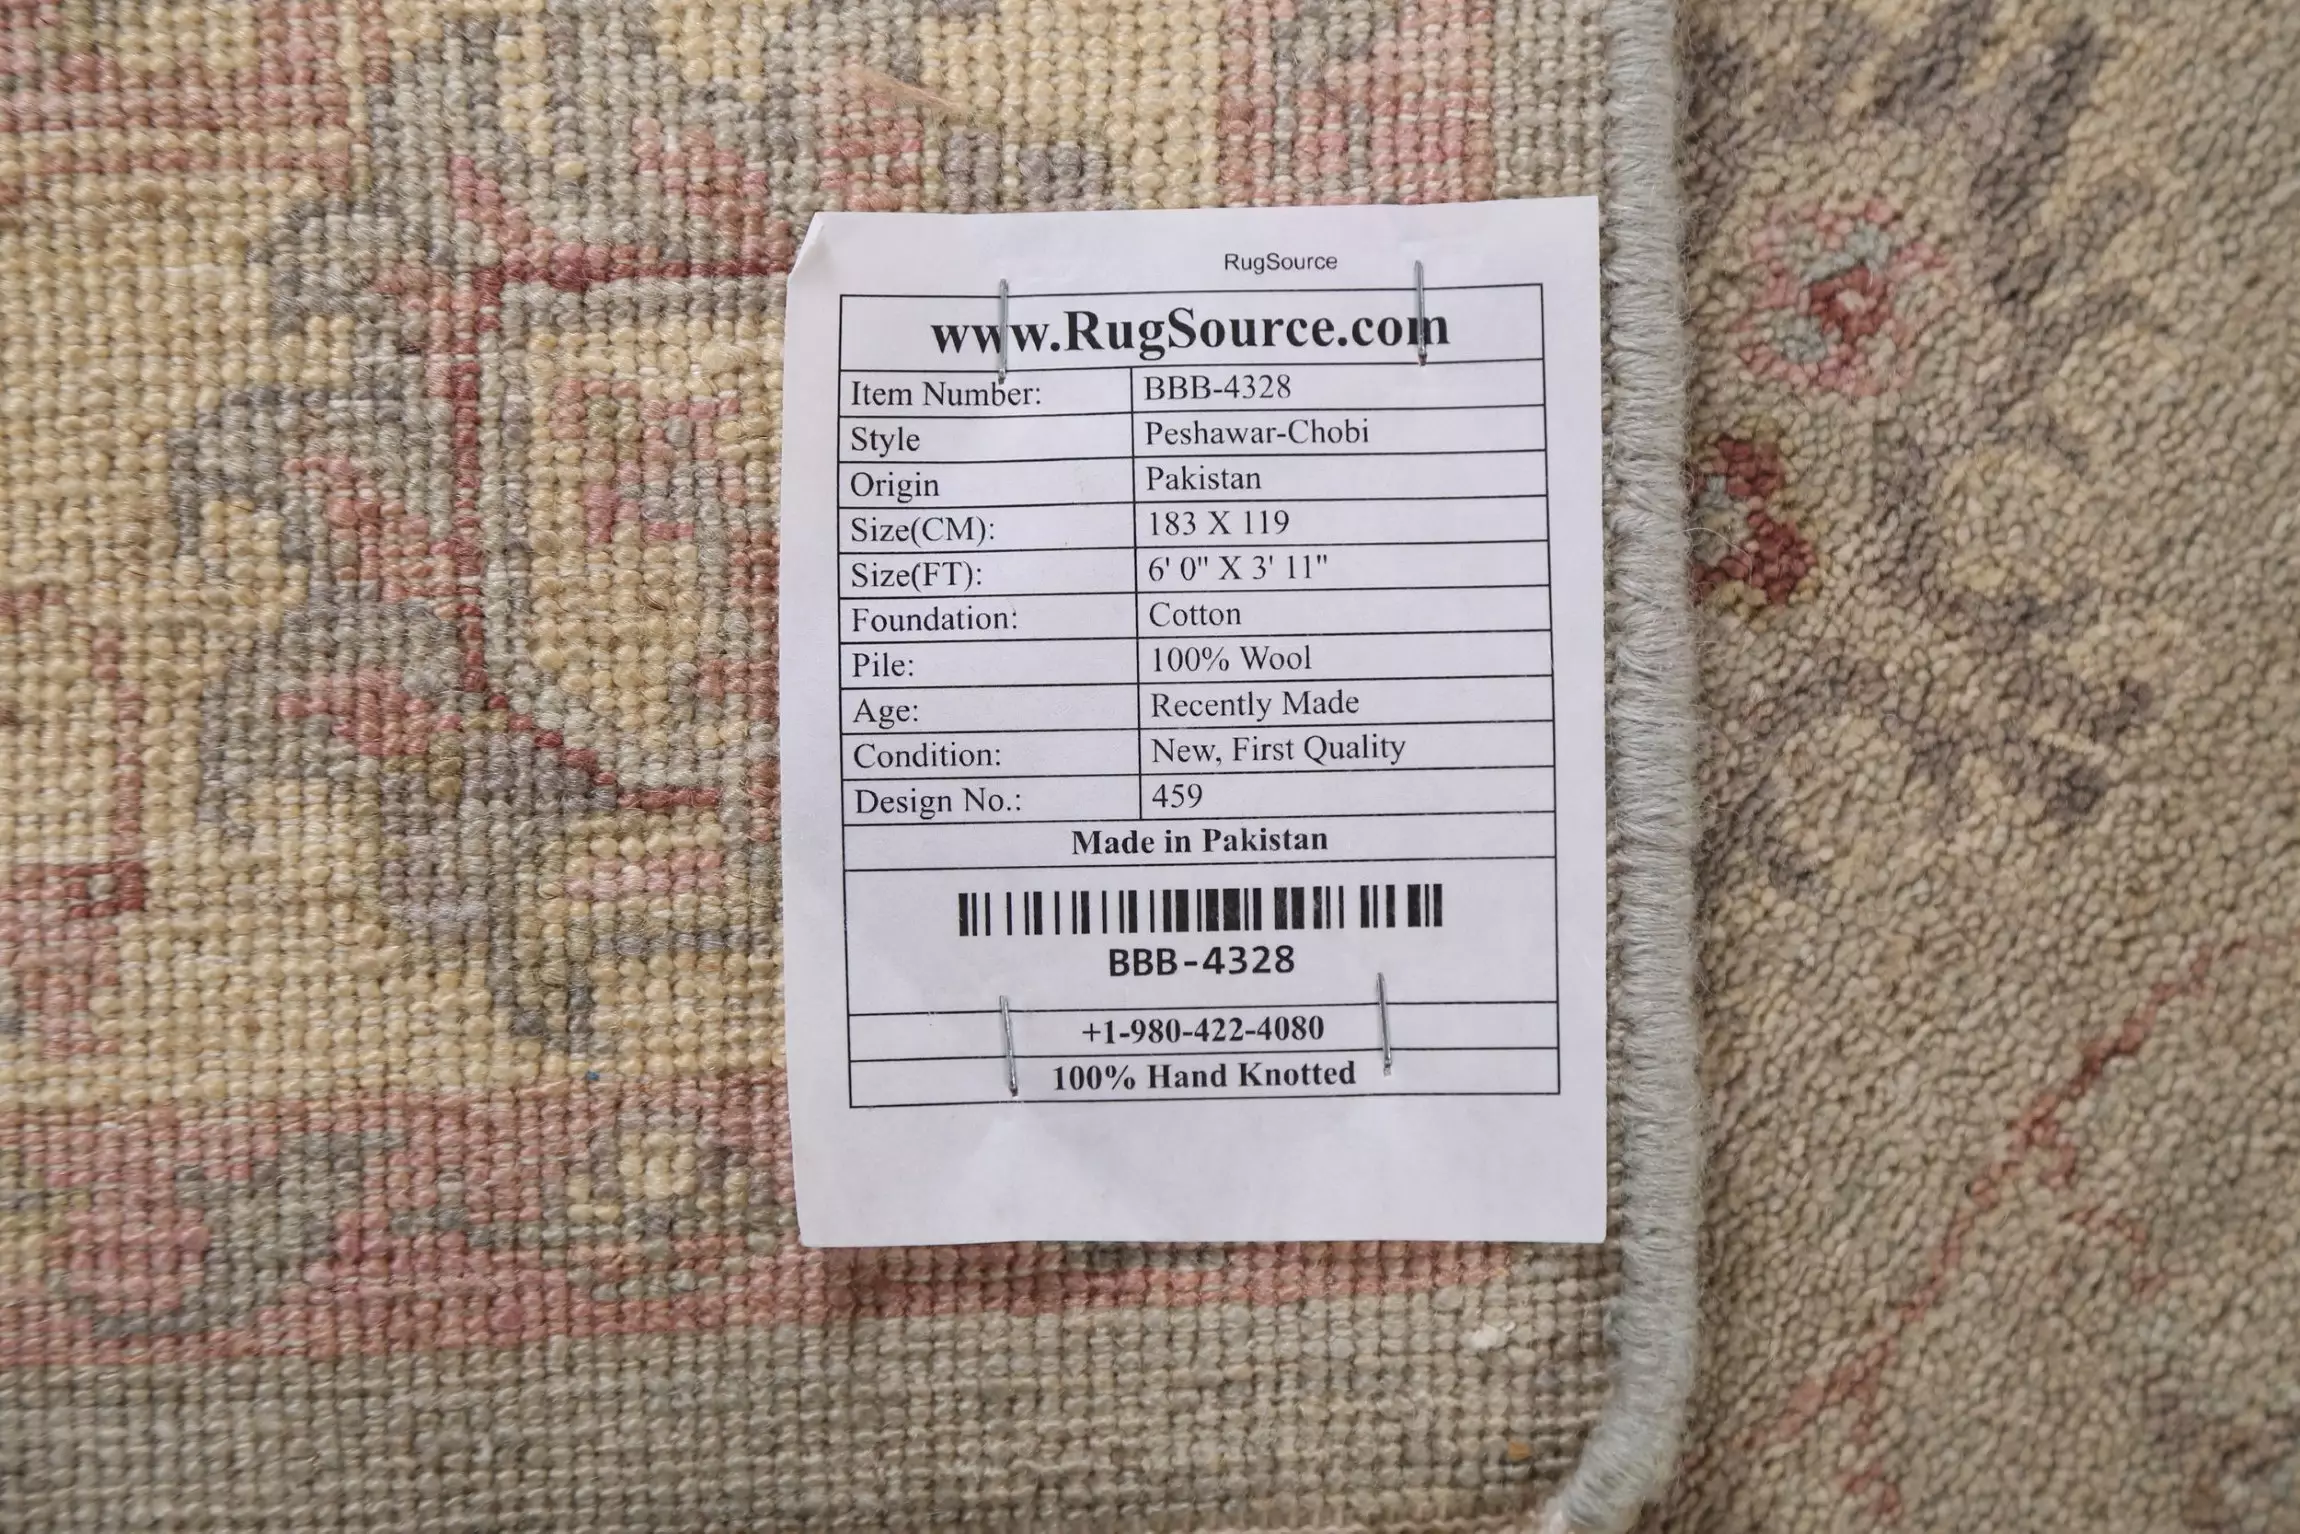 RugSource
www.RugSource.com
Item Number: BBB-4328
Style Peshawar-Chobi
Origin Pakistan
Size(CM): 183 X 119
Size(FT): 6' 0" X 3' 11"
Foundation: Cotton
Pile: 100% Wool
Age: Recently Made
Condition: New, First Quality
Design No.: 459
Made in Pakistan
BBB-4328
+1-980-422-4080
100% Hand Knotted